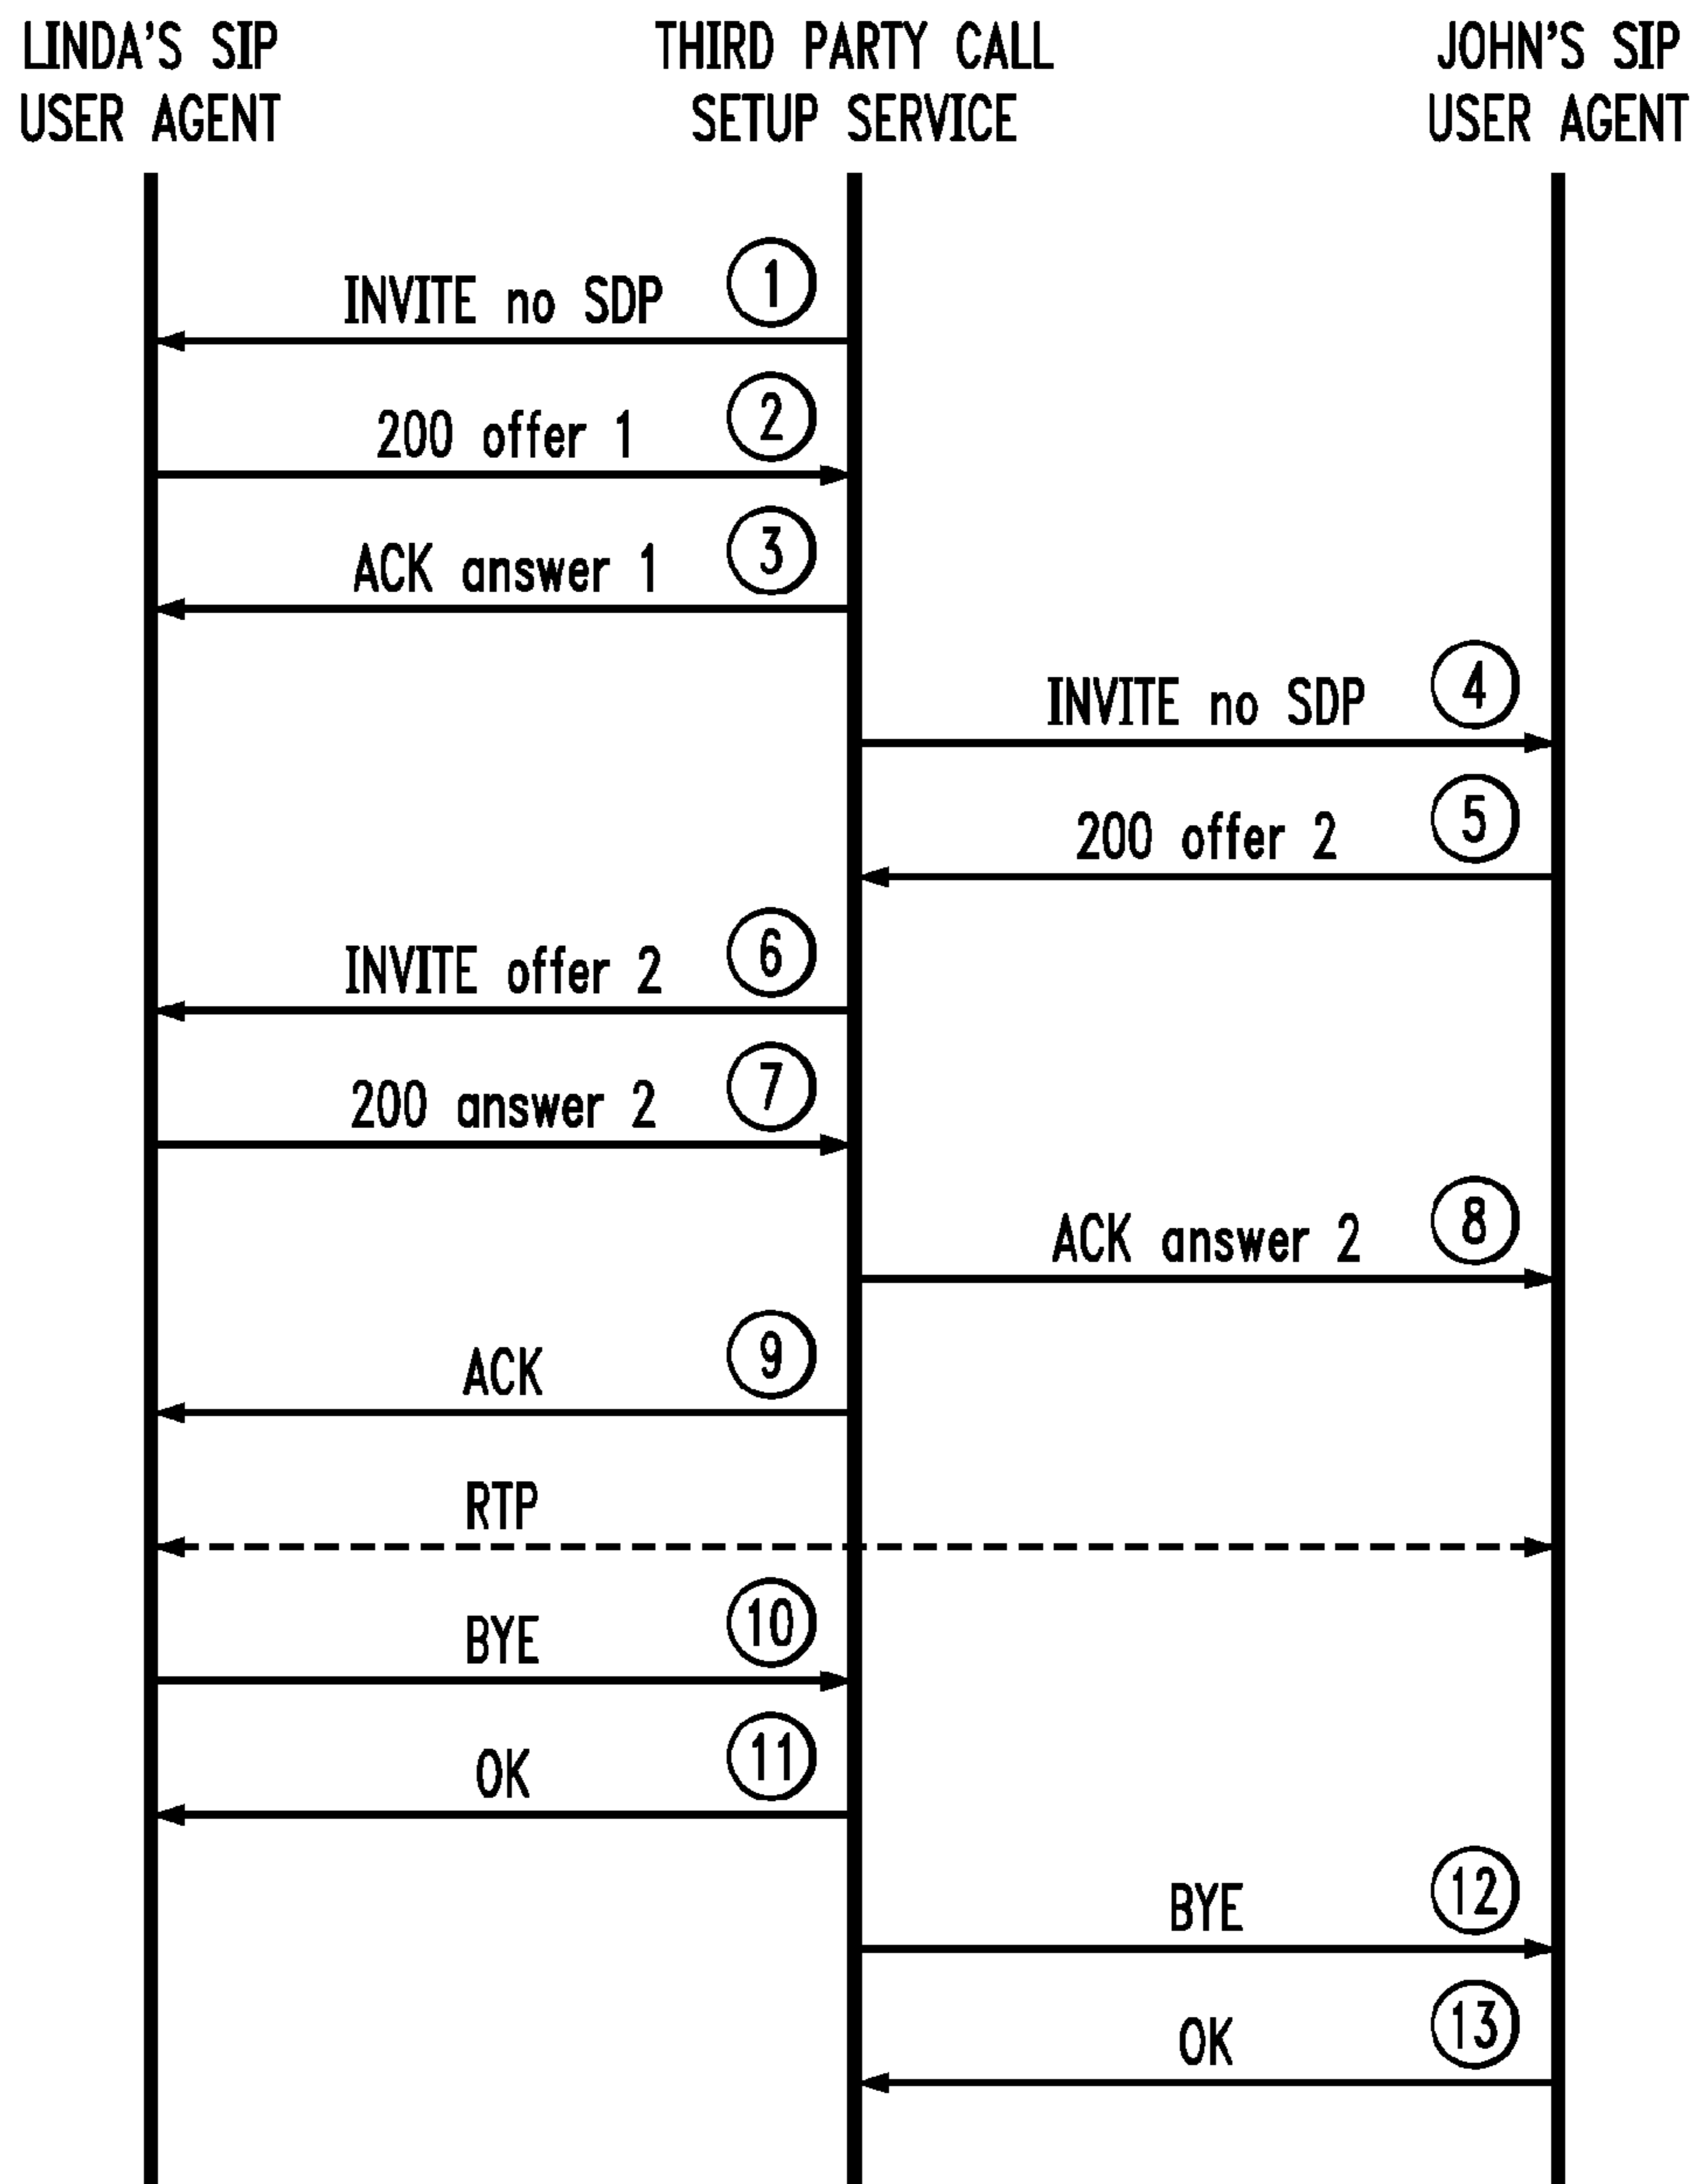 LINDA'S SIP
USER AGENT
THIRD PARTY CALL
SETUP SERVICE
JOHN'S SIP
USER AGENT
INVITE no SDP 1
200 offer 1 2
ACK answer 1 3
INVITE no SDP 4
200 offer 2 5
INVITE offer 2 6
200 answer 2 7
ACK answer 2 8
ACK 9
RTP
BYE 10
OK 11
BYE 12
OK 13